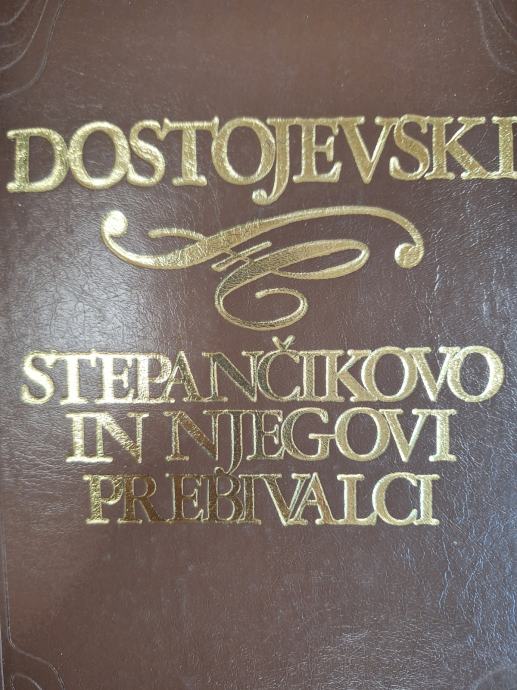 DOSTOJEVSKI
STEPANČIKOVO
IN NJEGOVI
PREBIVALCI